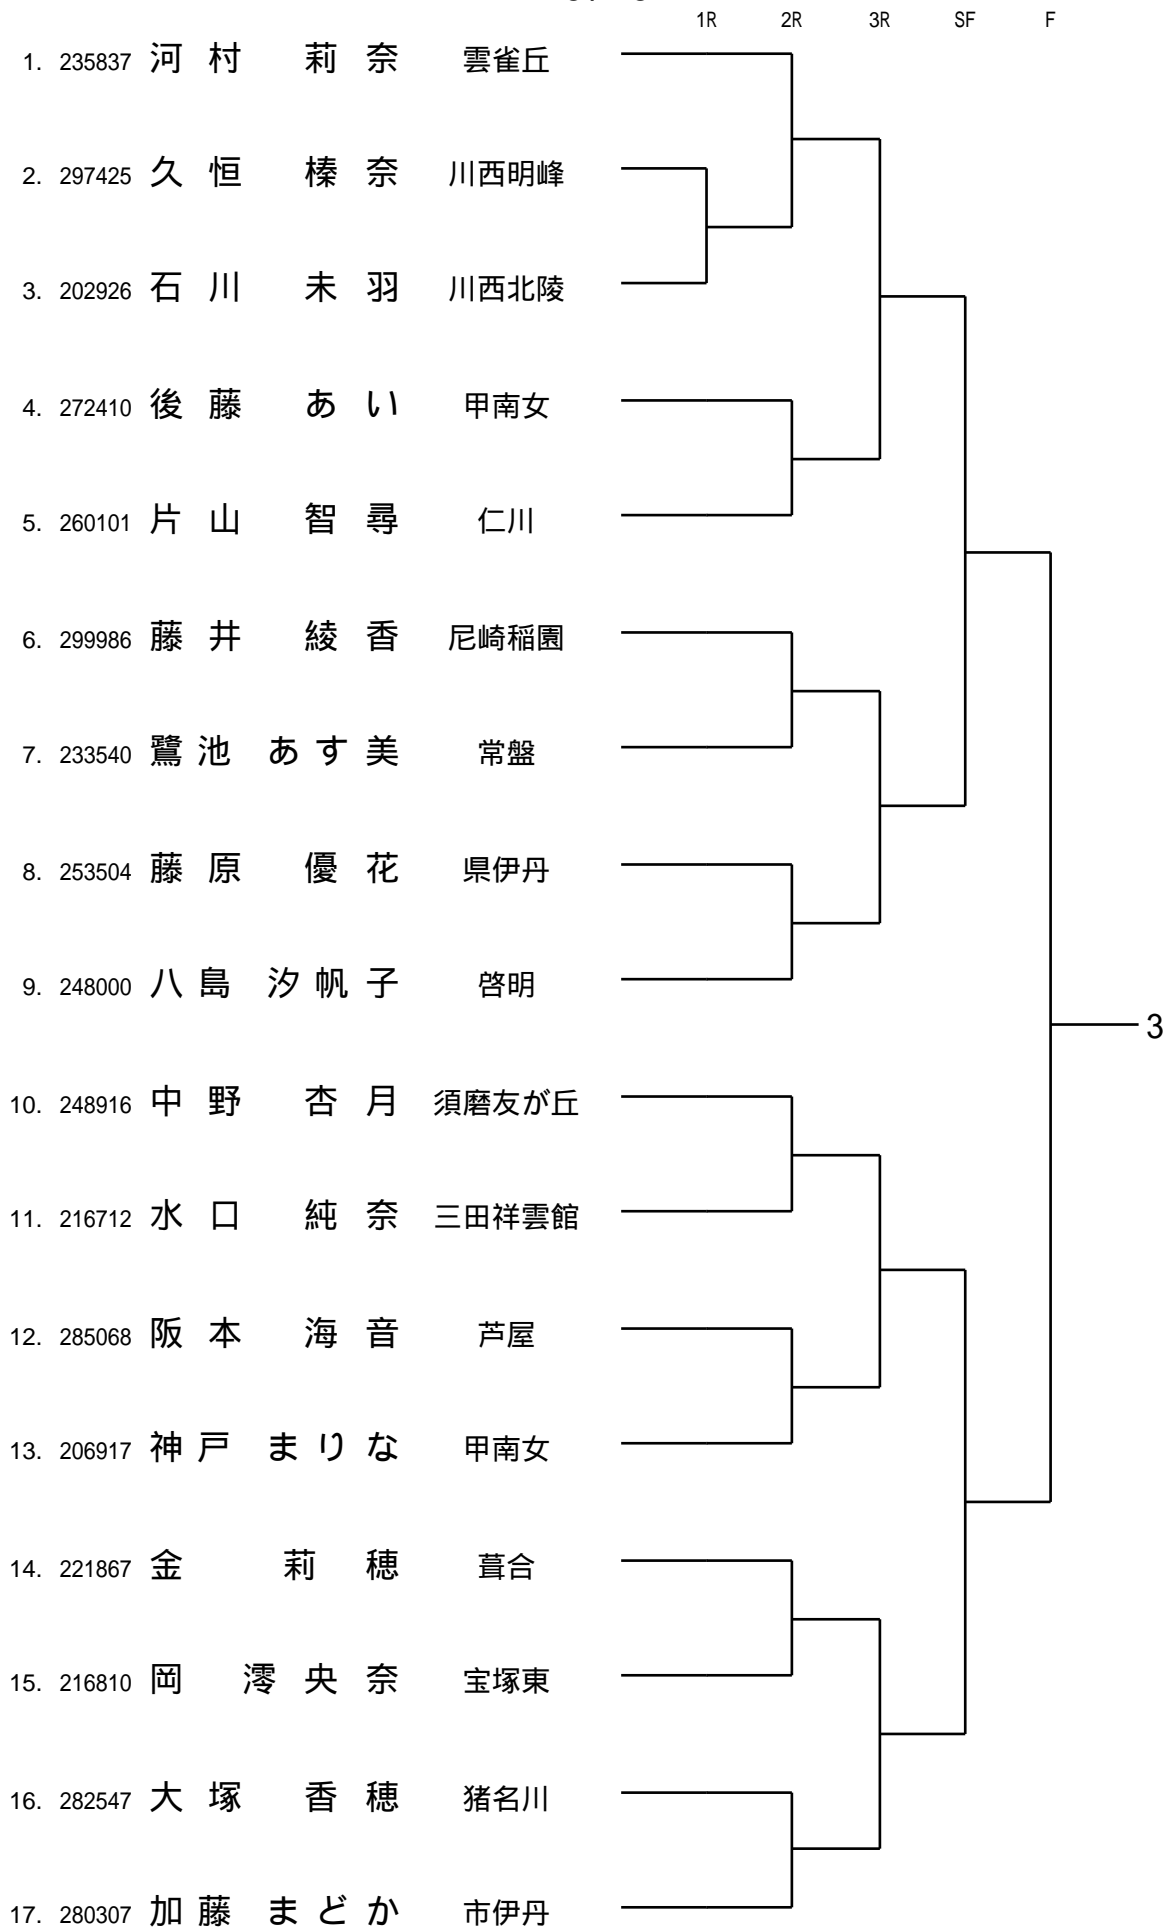 1R 2R 3R SF F
1. 235837 河村 莉奈 雲雀丘
2. 297425 久恒 榛奈 川西明峰
3. 202926 石川 未羽 川西北陵
4. 272410 後藤 あい 甲南女
5. 260101 片山 智尋 仁川
6. 299986 藤井 綾香 尼崎稲園
7. 233540 鷺池 あす美 常盤
8. 253504 藤原 優花 県伊丹
9. 248000 八島 汐帆子 啓明
3
10. 248916 中野 杏月 須磨友が丘
11. 216712 水口 純奈 三田祥雲館
12. 285068 阪本 海音 芦屋
13. 206917 神戸 まりな 甲南女
14. 221867 金 莉穂 葺合
15. 216810 岡 澪央奈 宝塚東
16. 282547 大塚 香穂 猪名川
17. 280307 加藤 まどか 市伊丹